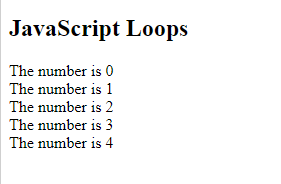 JavaScript Loops
The number is 0
The number is 1
The number is 2
The number is 3
The number is 4